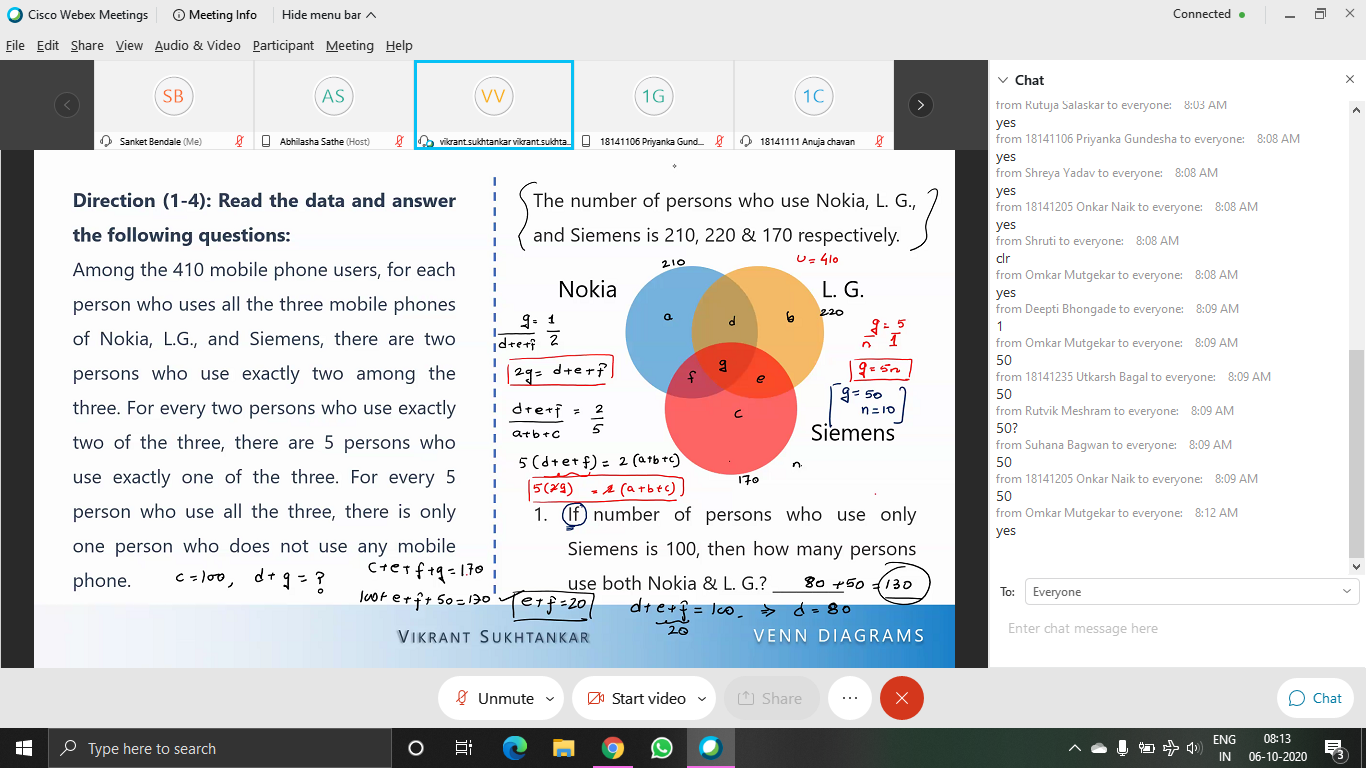 Cisco Webex Meetings
Meeting Info
Hide menu bar
Connected
File Edit Share View Audio & Video Participant Meeting Help
SB
AS
VV
1G
1C
Sanket Bendale (Me)
Abhilasha Sathe (Host)
vikrant.sukhtankar vikrant.sukhta...
18141106 Priyanka Gund...
18141111 Anuja chavan
Direction (1-4): Read the data and answer
the following questions:
Among the 410 mobile phone users, for each
person who uses all the three mobile phones
of Nokia, L.G., and Siemens, there are two
persons who use exactly two among the
three. For every two persons who use exactly
two of the three, there are 5 persons who
use exactly one of the three. For every 5
person who use all the three, there is only
one person who does not use any mobile
phone.
c=100, d+g=?
c+e+f+g=170
100+e+f+50=170
e+f=20
The number of persons who use Nokia, L. G.,
and Siemens is 210, 220 & 170 respectively.
210
U=410
Nokia
L. G.
220
a
d
b
g
f
e
c
g = 1
d+e+f 2
2g = d+e+f
d+e+f = 2
a+b+c 5
5(d+e+f) = 2(a+b+c)
5(2g) = 2(a+b+c)
g = 5
n 1
g=5n
g=50
n=10
Siemens
n
170
1. If number of persons who use only
Siemens is 100, then how many persons
use both Nokia & L. G.? 80+50=130
d+e+f=100 ⇒ d=80
20
VIKRANT SUKHTANKAR
VENN DIAGRAMS
Chat
from Rutuja Salaskar to everyone: 8:03 AM
yes
from 18141106 Priyanka Gundesha to everyone: 8:08 AM
yes
from Shreya Yadav to everyone: 8:08 AM
yes
from 18141205 Onkar Naik to everyone: 8:08 AM
yes
from Shruti to everyone: 8:08 AM
clr
from Omkar Mutgekar to everyone: 8:08 AM
yes
from Deepti Bhongade to everyone: 8:09 AM
1
from Omkar Mutgekar to everyone: 8:09 AM
50
from 18141235 Utkarsh Bagal to everyone: 8:09 AM
50
from Rutvik Meshram to everyone: 8:09 AM
50?
from Suhana Bagwan to everyone: 8:09 AM
50
from 18141205 Onkar Naik to everyone: 8:09 AM
50
from Omkar Mutgekar to everyone: 8:12 AM
yes
To: Everyone
Enter chat message here
Unmute
Start video
Share
Chat
Type here to search
ENG
IN
08:13
06-10-2020
3